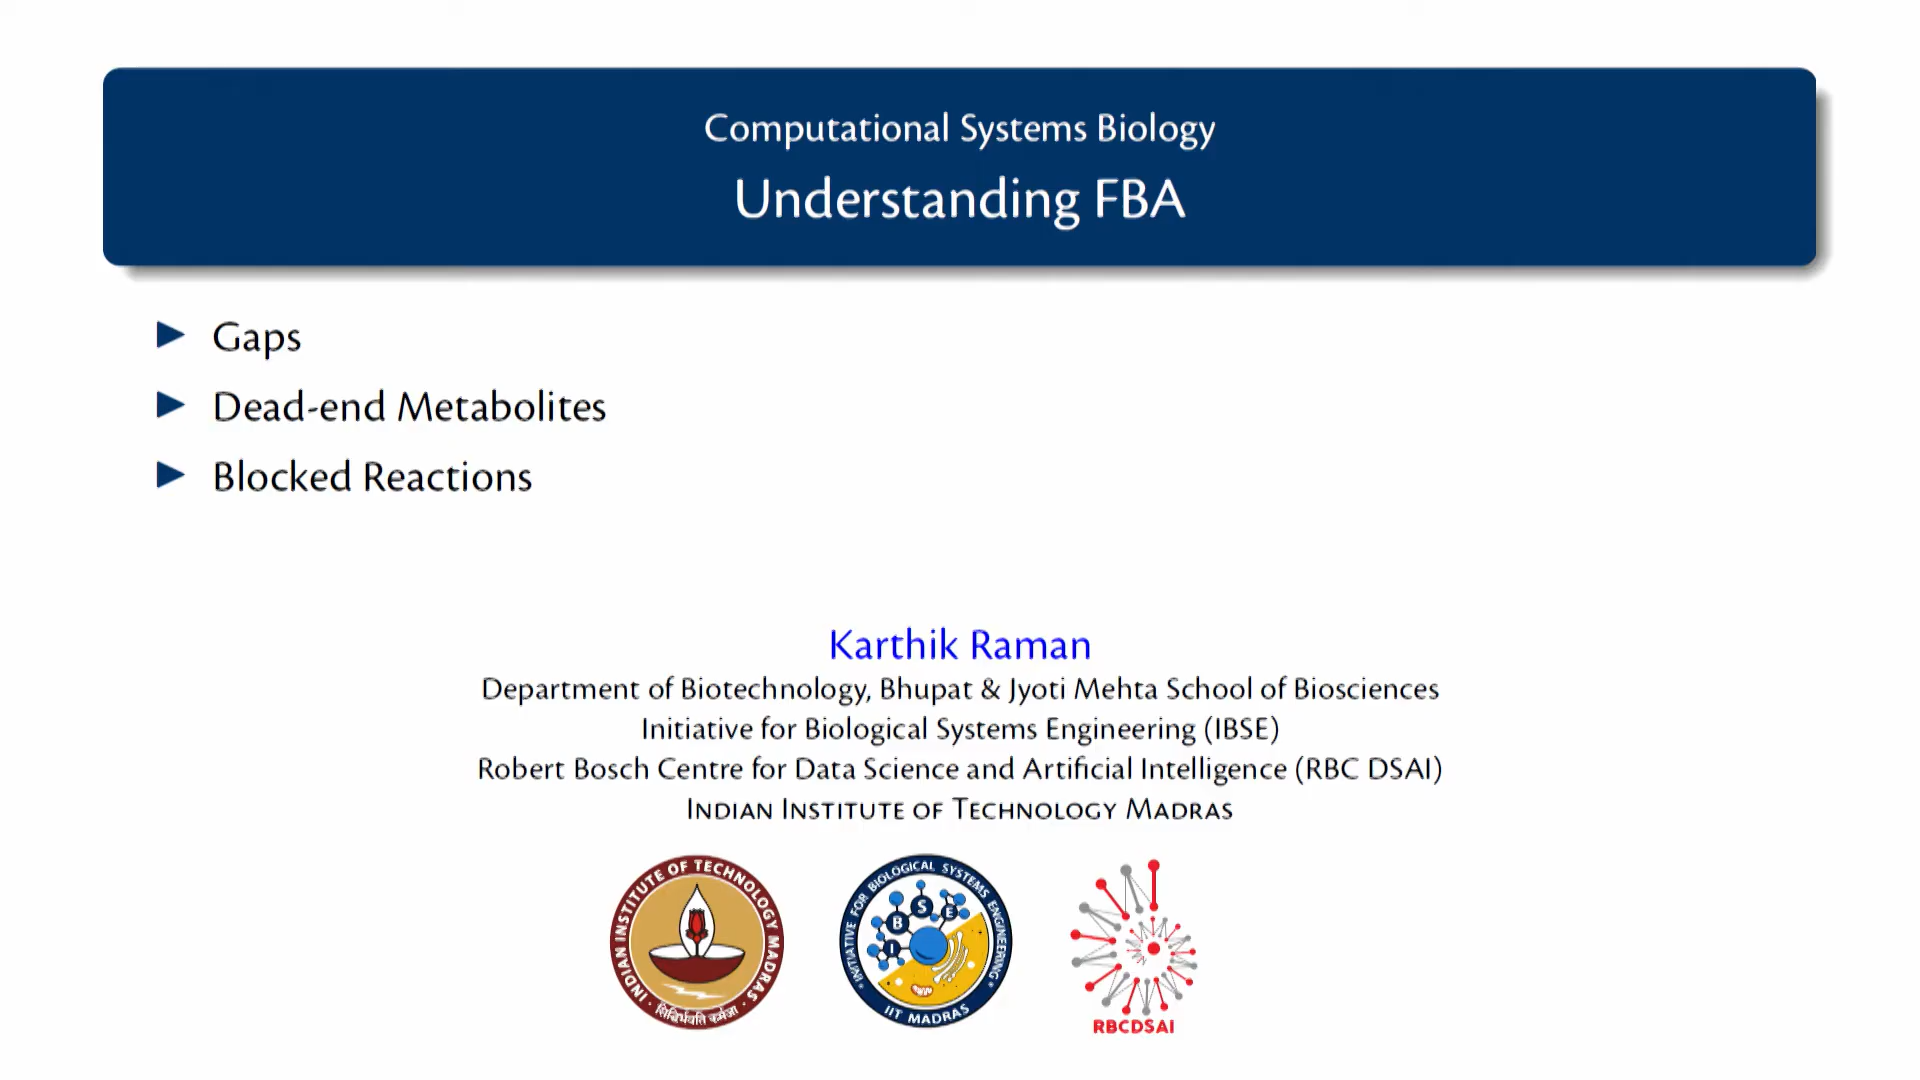 Computational Systems Biology
Understanding FBA
Gaps
Dead-end Metabolites
Blocked Reactions
Karthik Raman
Department of Biotechnology, Bhupat & Jyoti Mehta School of Biosciences
Initiative for Biological Systems Engineering (IBSE)
Robert Bosch Centre for Data Science and Artificial Intelligence (RBC DSAI)
INDIAN INSTITUTE OF TECHNOLOGY MADRAS
INDIAN INSTITUTE OF TECHNOLOGY MADRAS
सिद्धिर्भवति कर्मजा
INITIATIVE FOR BIOLOGICAL SYSTEMS ENGINEERING
I B S E
IIT MADRAS
RBCDSAI